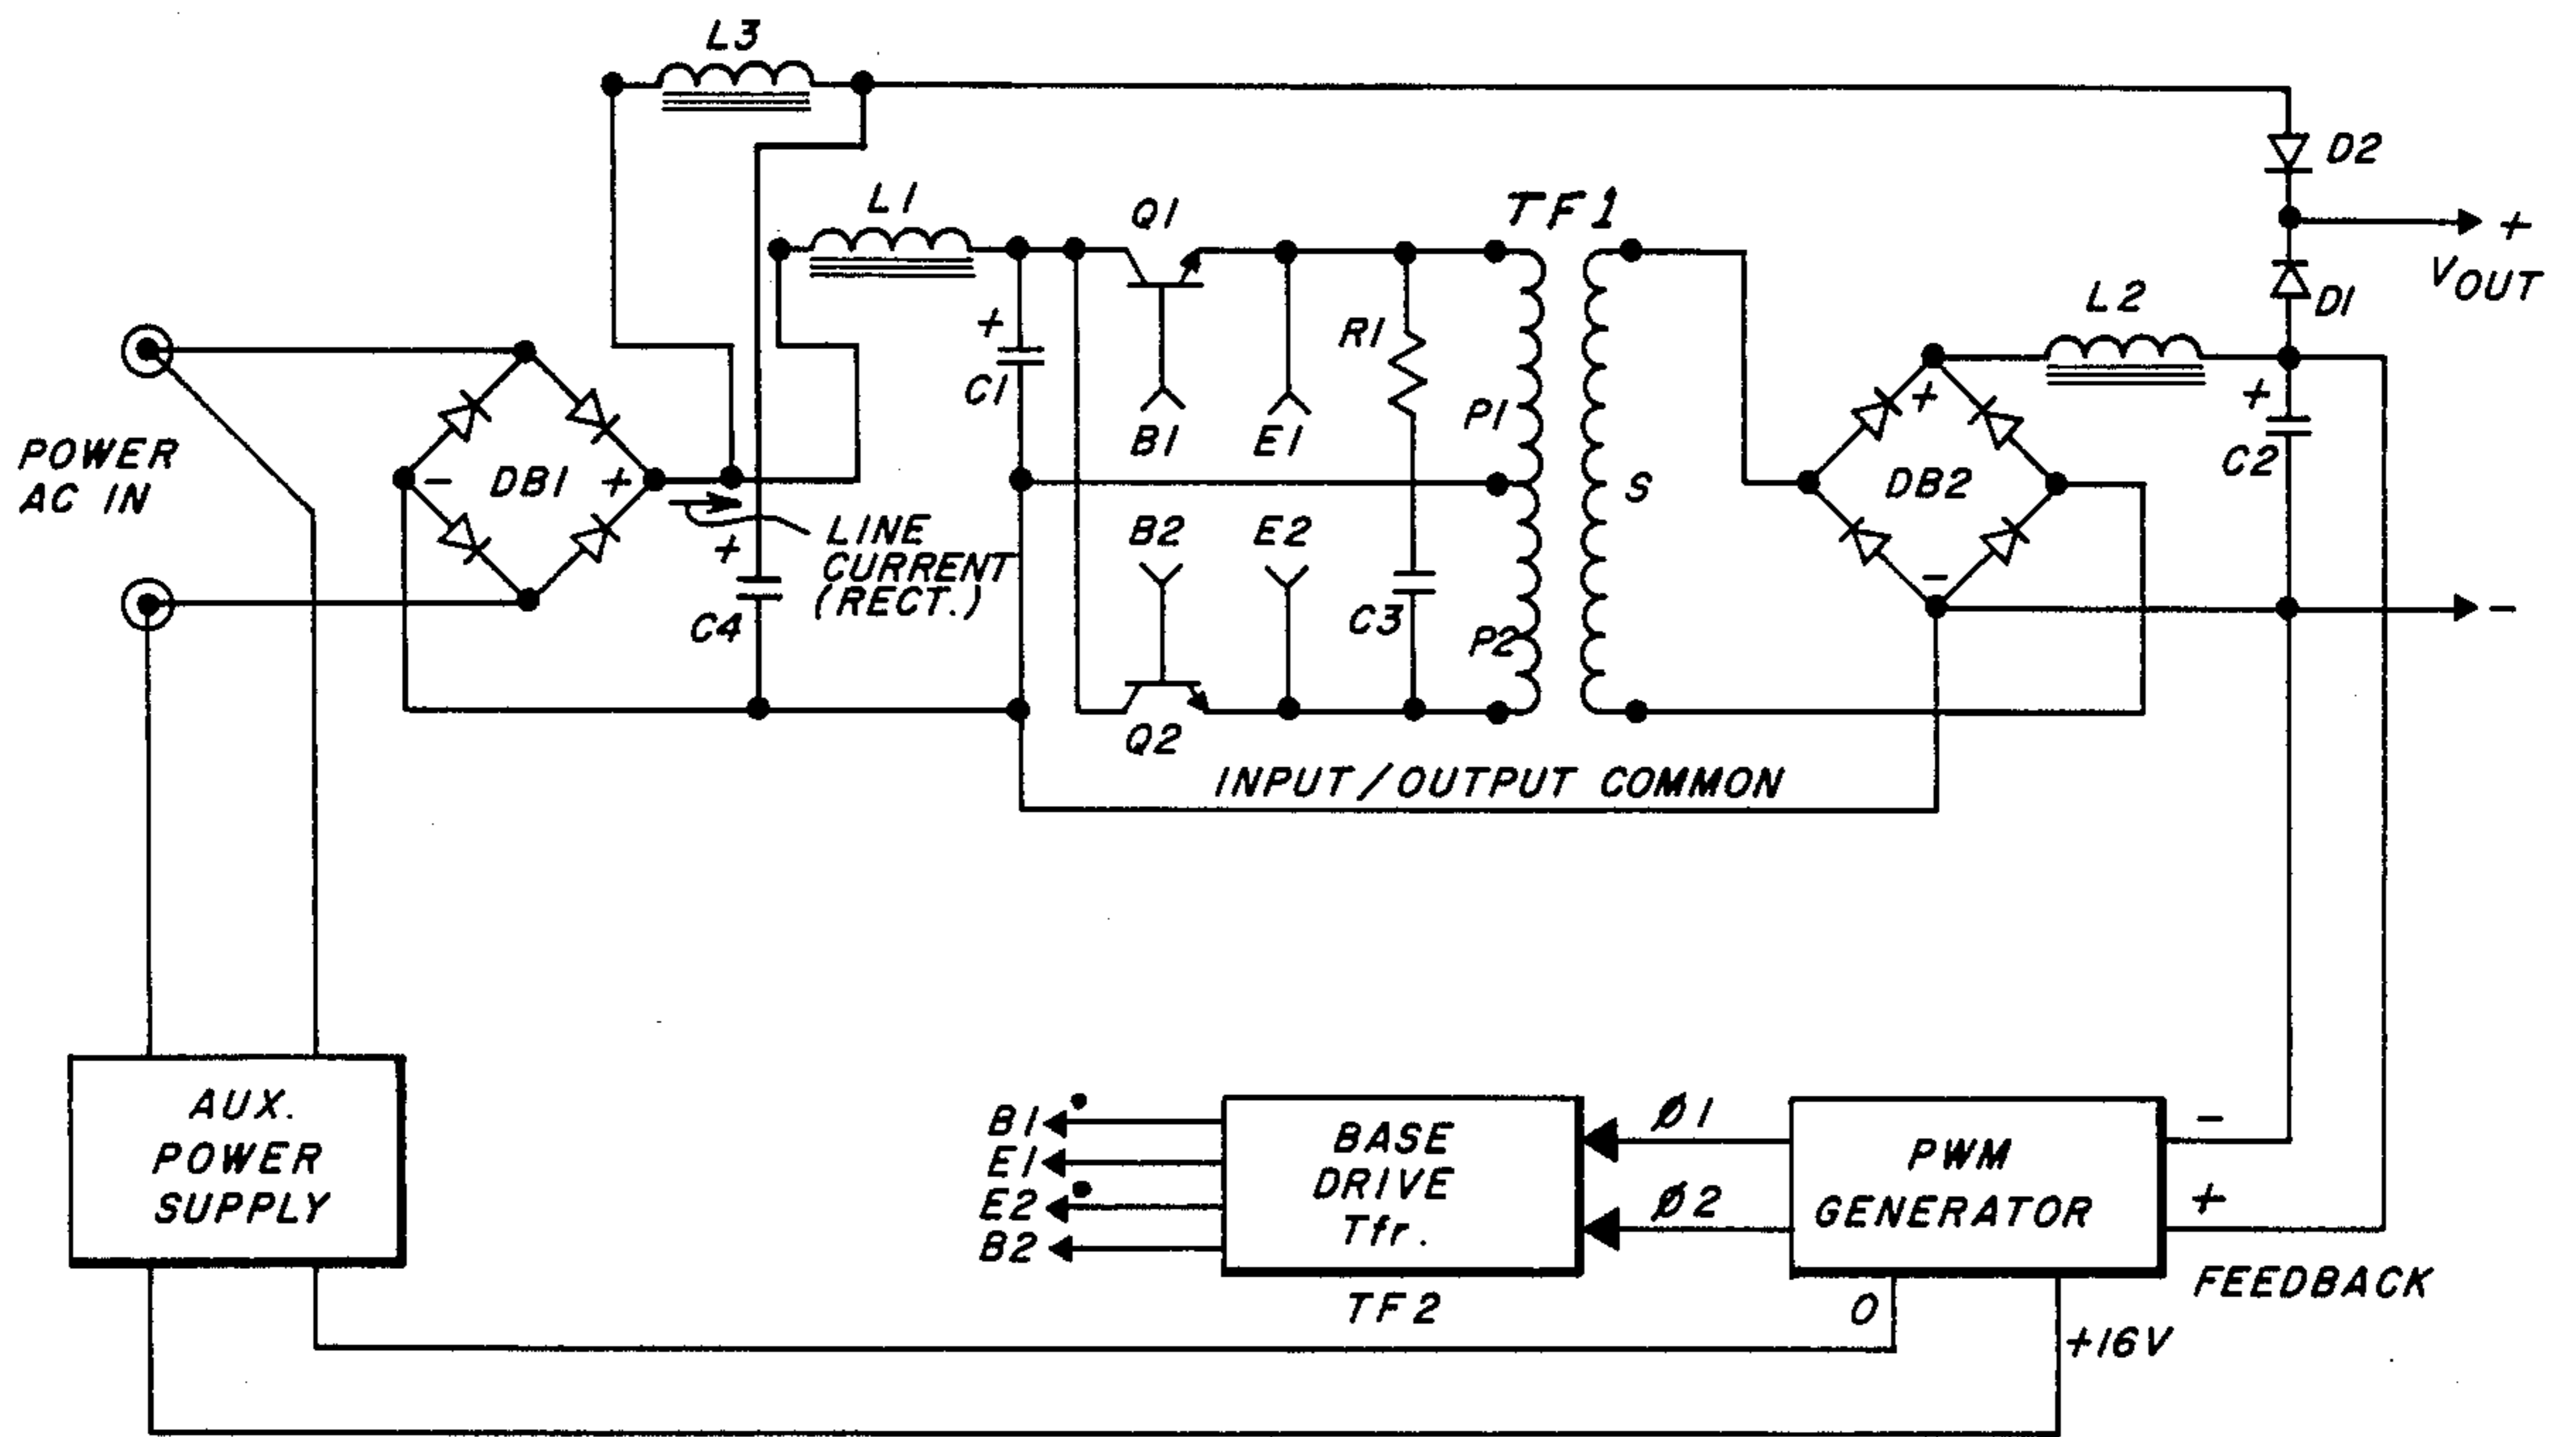 L3
D2
L1
Q1
TF1
+
VOUT
+
C1
R1
L2
D1
B1
E1
P1
+
+
C2
POWER
AC IN
-
DB1
+
S
DB2
LINE
CURRENT
(RECT.)
+
B2
E2
C4
C3
P2
-
-
Q2
INPUT/OUTPUT COMMON
AUX.
POWER
SUPPLY
B1
E1
E2
B2
BASE
DRIVE
Tfr.
TF2
Ø1
Ø2
PWM
GENERATOR
-
+
FEEDBACK
0
+16V